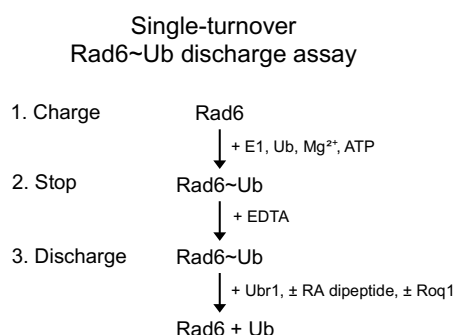 Single-turnover
Rad6~Ub discharge assay
1. Charge Rad6
+ E1, Ub, Mg²⁺, ATP
2. Stop Rad6~Ub
+ EDTA
3. Discharge Rad6~Ub
+ Ubr1, ± RA dipeptide, ± Roq1
Rad6 + Ub